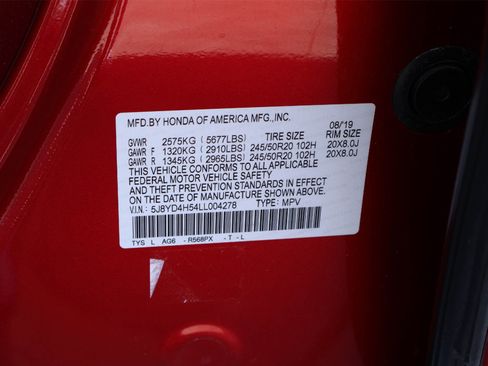 MFD.BY HONDA OF AMERICA MFG.,INC. 08/19
GVWR 2575KG ( 5677LBS) TIRE SIZE RIM SIZE
GAWR F 1320KG ( 2910LBS) 245/50R20 102H 20X8.0J
GAWR R 1345KG ( 2965LBS) 245/50R20 102H 20X8.0J
THIS VEHICLE CONFORMS TO ALL APPLICABLE
FEDERAL MOTOR VEHICLE SAFETY
AND THEFT PREVENTION STANDARDS IN EFFECT
ON THE DATE OF MANUFACTURE SHOWN ABOVE.
V.I.N.: 5J8YD4H54LL004278 TYPE: MPV
TYS L AG6 - R568PX - T - L